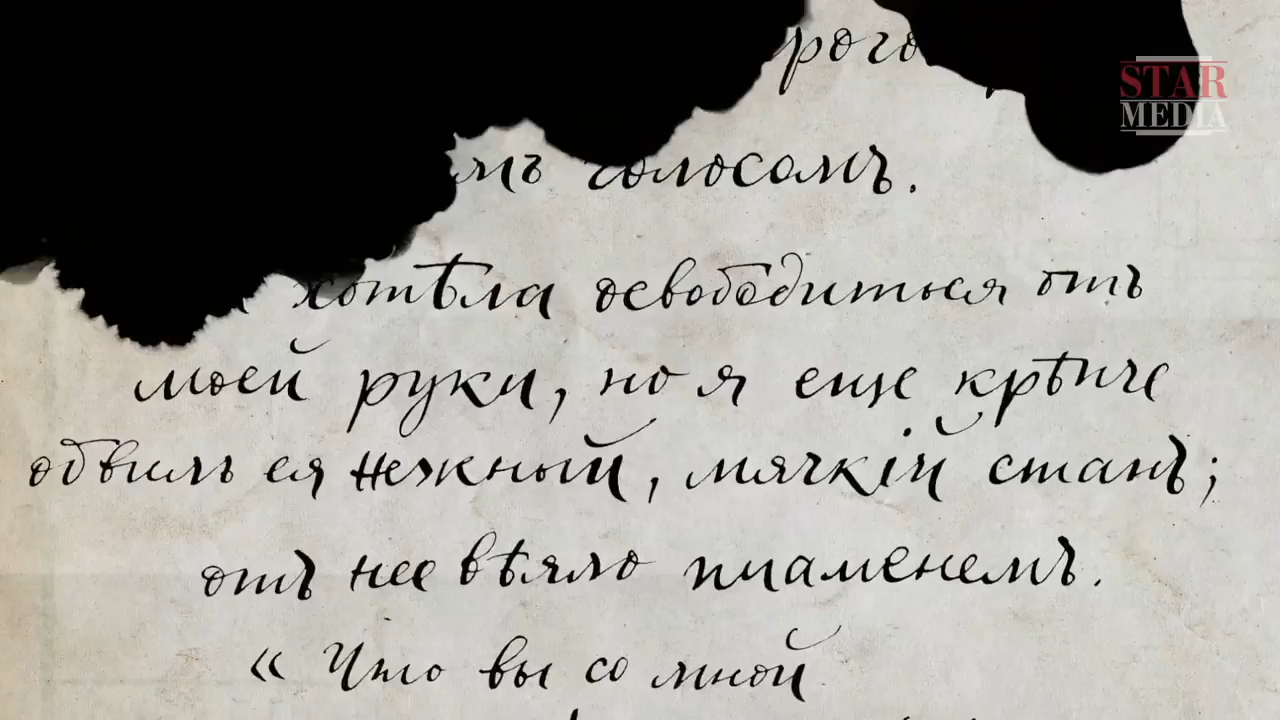 STAR
MEDIA
голосомъ.
хотѣла освободиться отъ
моей руки, но я еще крѣпче
обвилъ ея нежный, мягкій станъ;
отъ нее вѣяло пламенемъ.
« Что вы со мной